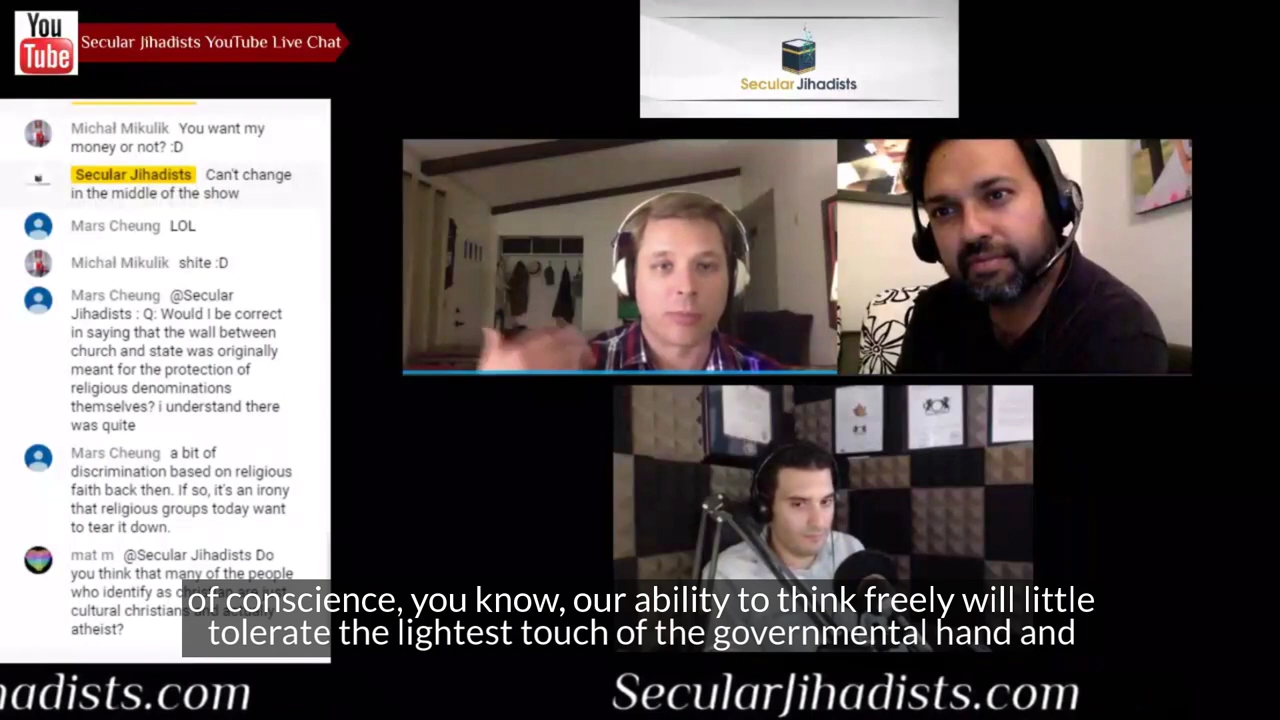 You
Tube
Secular Jihadists YouTube Live Chat
Secular Jihadists
Michał Mikulik You want my
money or not? :D
Secular Jihadists Can't change
in the middle of the show
Mars Cheung LOL
Michał Mikulik shite :D
Mars Cheung @Secular
Jihadists : Q: Would I be correct
in saying that the wall between
church and state was originally
meant for the protection of
religious denominations
themselves? i understand there
was quite
Mars Cheung a bit of
discrimination based on religious
faith back then. If so, it's an irony
that religious groups today want
to tear it down.
mat m @Secular Jihadists Do
you think that many of the people
who identify as christian are just
cultural christians and actually
atheist?
of conscience, you know, our ability to think freely will little
tolerate the lightest touch of the governmental hand and
hadists.com
SecularJihadists.com